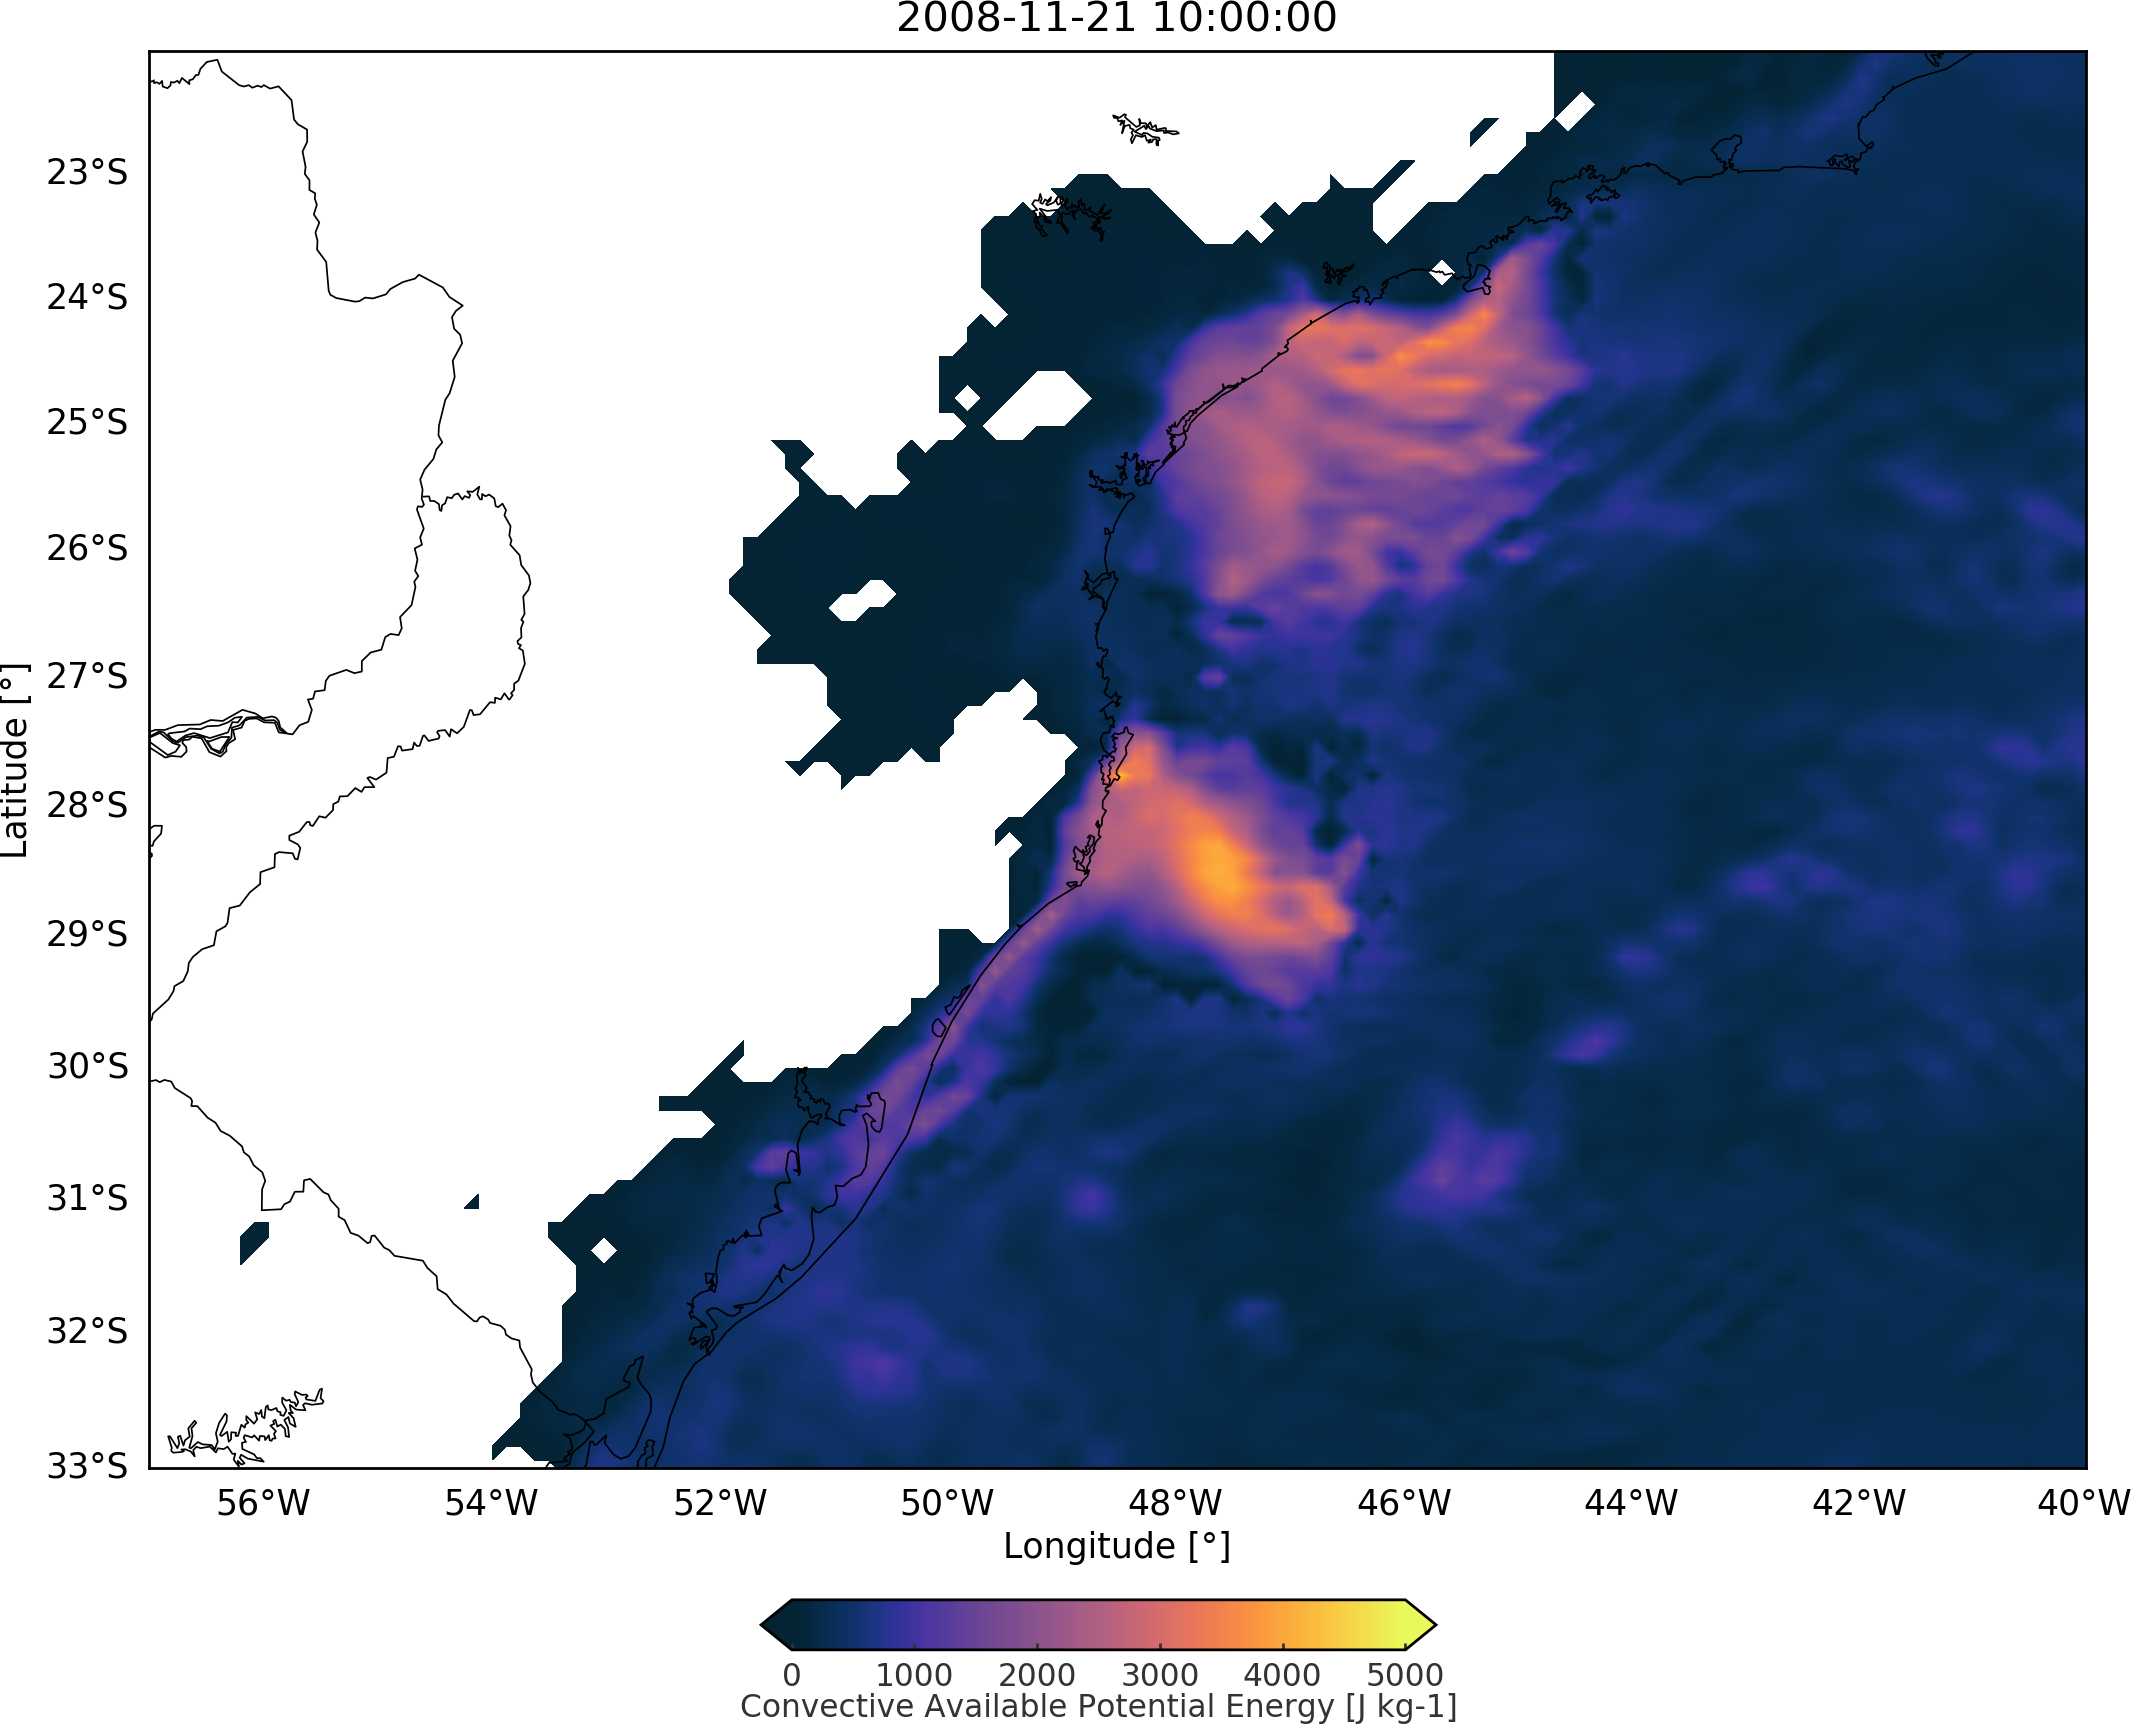 2008-11-21 10:00:00
23°S
24°S
25°S
26°S
27°S
28°S
29°S
30°S
31°S
32°S
33°S
Latitude [°]
56°W 54°W 52°W 50°W 48°W 46°W 44°W 42°W 40°W
Longitude [°]
0 1000 2000 3000 4000 5000
Convective Available Potential Energy [J kg-1]